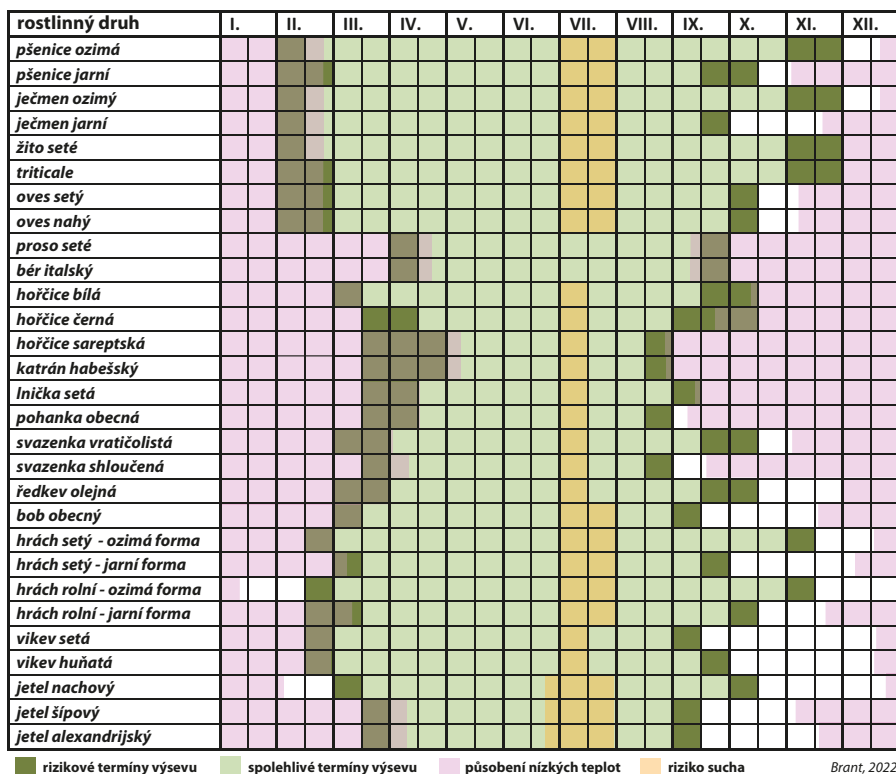 rostlinný druh I. II. III. IV. V. VI. VII. VIII. IX. X. XI. XII.
pšenice ozimá
pšenice jarní
ječmen ozimý
ječmen jarní
žito seté
triticale
oves setý
oves nahý
proso seté
bér italský
hořčice bílá
hořčice černá
hořčice sareptská
katrán habešský
lnička setá
pohanka obecná
svazenka vratičolistá
svazenka shloučená
ředkev olejná
bob obecný
hrách setý - ozimá forma
hrách setý - jarní forma
hrách rolní - ozimá forma
hrách rolní - jarní forma
vikev setá
vikev huňatá
jetel nachový
jetel šípový
jetel alexandrijský
rizikové termíny výsevu spolehlivé termíny výsevu působení nízkých teplot riziko sucha Brant, 2022